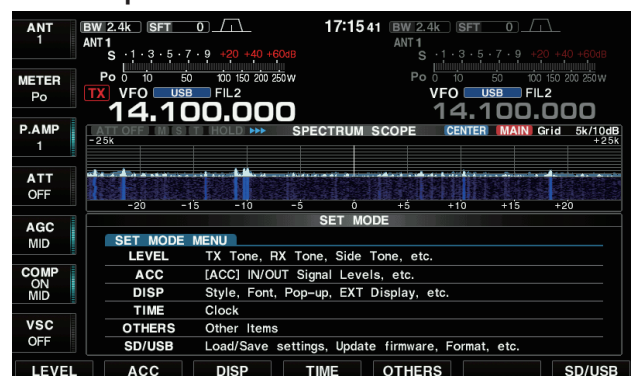 ANT
1
METER
Po
P.AMP
1
ATT
OFF
AGC
MID
COMP
ON
MID
VSC
OFF
BW 2.4k SFT 0
ANT 1
S ·1·3·5·7·9 +20 +40 +60dB
Po 0 10 50 100 150 200 250W
TX VFO USB FIL2
14.100.000
17:15 41
BW 2.4k SFT 0
ANT 1
S ·1·3·5·7·9 +20 +40 +60dB
Po 0 10 50 100 150 200 250W
VFO USB FIL2
14.100.000
ATT OFF M S T HOLD SPECTRUM SCOPE CENTER MAIN Grid 5k/10dB
-25k +25k
-20 -15 -10 -5 0 +5 +10 +15 +20
SET MODE
SET MODE MENU
LEVEL TX Tone, RX Tone, Side Tone, etc.
ACC [ACC] IN/OUT Signal Levels, etc.
DISP Style, Font, Pop-up, EXT Display, etc.
TIME Clock
OTHERS Other Items
SD/USB Load/Save settings, Update firmware, Format, etc.
LEVEL ACC DISP TIME OTHERS SD/USB